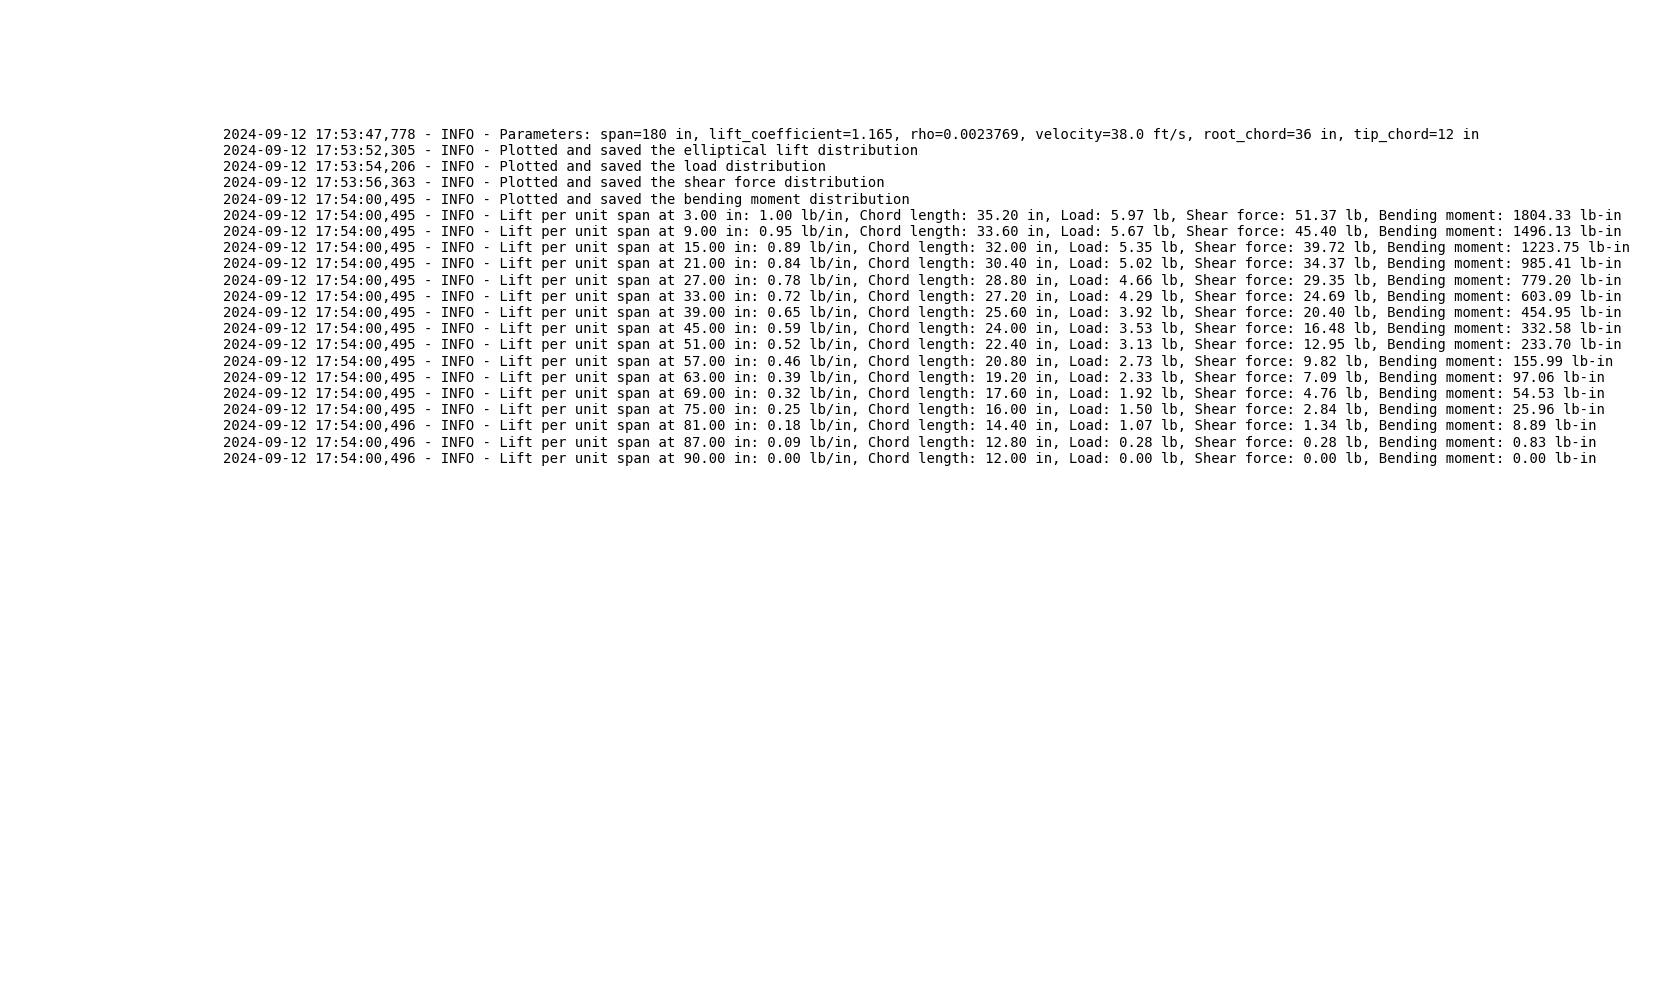 2024-09-12 17:53:47,778 - INFO - Parameters: span=180 in, lift_coefficient=1.165, rho=0.0023769, velocity=38.0 ft/s, root_chord=36 in, tip_chord=12 in
2024-09-12 17:53:52,305 - INFO - Plotted and saved the elliptical lift distribution
2024-09-12 17:53:54,206 - INFO - Plotted and saved the load distribution
2024-09-12 17:53:56,363 - INFO - Plotted and saved the shear force distribution
2024-09-12 17:54:00,495 - INFO - Plotted and saved the bending moment distribution
2024-09-12 17:54:00,495 - INFO - Lift per unit span at 3.00 in: 1.00 lb/in, Chord length: 35.20 in, Load: 5.97 lb, Shear force: 51.37 lb, Bending moment: 1804.33 lb-in
2024-09-12 17:54:00,495 - INFO - Lift per unit span at 9.00 in: 0.95 lb/in, Chord length: 33.60 in, Load: 5.67 lb, Shear force: 45.40 lb, Bending moment: 1496.13 lb-in
2024-09-12 17:54:00,495 - INFO - Lift per unit span at 15.00 in: 0.89 lb/in, Chord length: 32.00 in, Load: 5.35 lb, Shear force: 39.72 lb, Bending moment: 1223.75 lb-in
2024-09-12 17:54:00,495 - INFO - Lift per unit span at 21.00 in: 0.84 lb/in, Chord length: 30.40 in, Load: 5.02 lb, Shear force: 34.37 lb, Bending moment: 985.41 lb-in
2024-09-12 17:54:00,495 - INFO - Lift per unit span at 27.00 in: 0.78 lb/in, Chord length: 28.80 in, Load: 4.66 lb, Shear force: 29.35 lb, Bending moment: 779.20 lb-in
2024-09-12 17:54:00,495 - INFO - Lift per unit span at 33.00 in: 0.72 lb/in, Chord length: 27.20 in, Load: 4.29 lb, Shear force: 24.69 lb, Bending moment: 603.09 lb-in
2024-09-12 17:54:00,495 - INFO - Lift per unit span at 39.00 in: 0.65 lb/in, Chord length: 25.60 in, Load: 3.92 lb, Shear force: 20.40 lb, Bending moment: 454.95 lb-in
2024-09-12 17:54:00,495 - INFO - Lift per unit span at 45.00 in: 0.59 lb/in, Chord length: 24.00 in, Load: 3.53 lb, Shear force: 16.48 lb, Bending moment: 332.58 lb-in
2024-09-12 17:54:00,495 - INFO - Lift per unit span at 51.00 in: 0.52 lb/in, Chord length: 22.40 in, Load: 3.13 lb, Shear force: 12.95 lb, Bending moment: 233.70 lb-in
2024-09-12 17:54:00,495 - INFO - Lift per unit span at 57.00 in: 0.46 lb/in, Chord length: 20.80 in, Load: 2.73 lb, Shear force: 9.82 lb, Bending moment: 155.99 lb-in
2024-09-12 17:54:00,495 - INFO - Lift per unit span at 63.00 in: 0.39 lb/in, Chord length: 19.20 in, Load: 2.33 lb, Shear force: 7.09 lb, Bending moment: 97.06 lb-in
2024-09-12 17:54:00,495 - INFO - Lift per unit span at 69.00 in: 0.32 lb/in, Chord length: 17.60 in, Load: 1.92 lb, Shear force: 4.76 lb, Bending moment: 54.53 lb-in
2024-09-12 17:54:00,495 - INFO - Lift per unit span at 75.00 in: 0.25 lb/in, Chord length: 16.00 in, Load: 1.50 lb, Shear force: 2.84 lb, Bending moment: 25.96 lb-in
2024-09-12 17:54:00,496 - INFO - Lift per unit span at 81.00 in: 0.18 lb/in, Chord length: 14.40 in, Load: 1.07 lb, Shear force: 1.34 lb, Bending moment: 8.89 lb-in
2024-09-12 17:54:00,496 - INFO - Lift per unit span at 87.00 in: 0.09 lb/in, Chord length: 12.80 in, Load: 0.28 lb, Shear force: 0.28 lb, Bending moment: 0.83 lb-in
2024-09-12 17:54:00,496 - INFO - Lift per unit span at 90.00 in: 0.00 lb/in, Chord length: 12.00 in, Load: 0.00 lb, Shear force: 0.00 lb, Bending moment: 0.00 lb-in